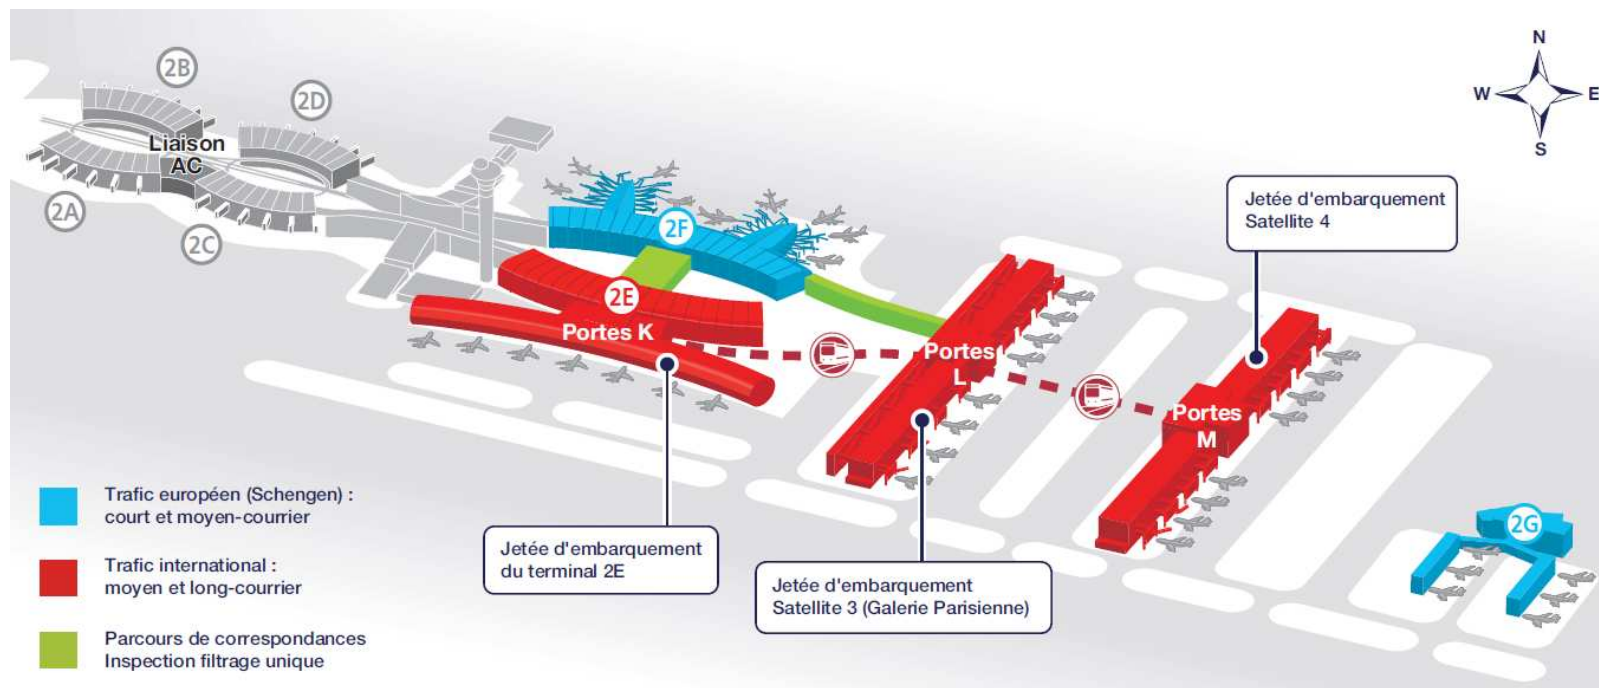 2B
2D
Liaison
AC
2A
2C
N
W
E
S
Jetée d'embarquement
Satellite 4
2F
2E
Portes K
Portes
L
Portes
M
2G
Trafic européen (Schengen) :
court et moyen-courrier
Trafic international :
moyen et long-courrier
Parcours de correspondances
Inspection filtrage unique
Jetée d'embarquement
du terminal 2E
Jetée d'embarquement
Satellite 3 (Galerie Parisienne)